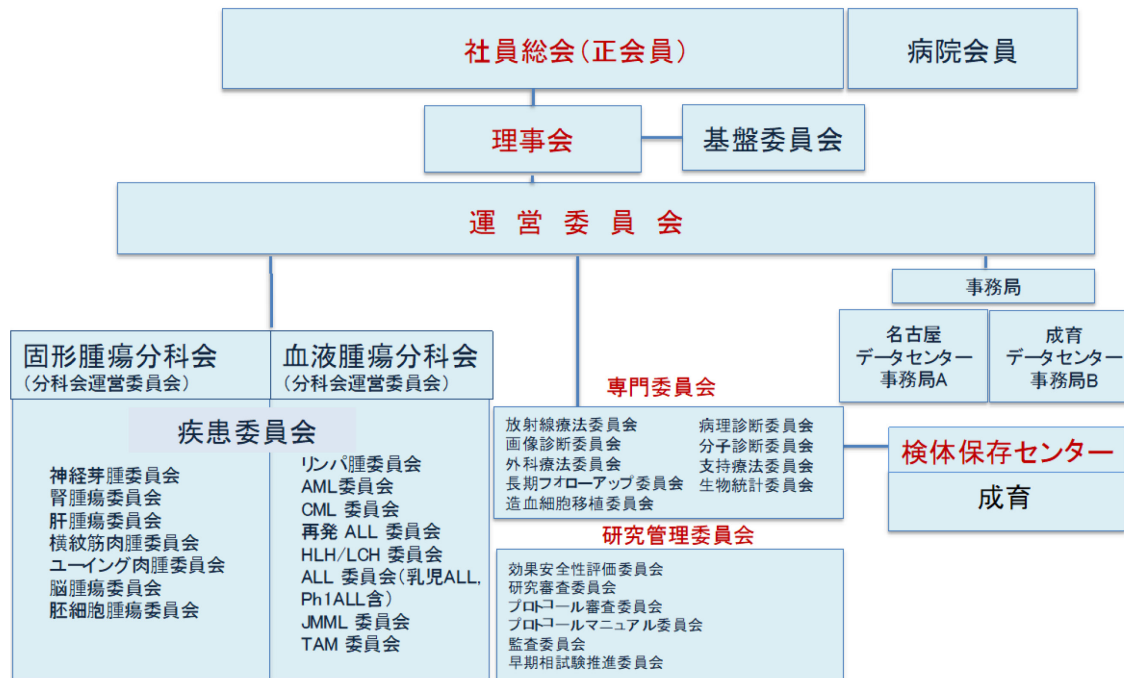 社員総会(正会員)
病院会員
理事会
基盤委員会
運 営 委 員 会
事務局
名古屋
データセンター
事務局A
成育
データセンター
事務局B
固形腫瘍分科会
(分科会運営委員会)
血液腫瘍分科会
(分科会運営委員会)
疾患委員会
神経芽腫委員会
腎腫瘍委員会
肝腫瘍委員会
横紋筋肉腫委員会
ユーイング肉腫委員会
脳腫瘍委員会
胚細胞腫瘍委員会
リンパ腫委員会
AML委員会
CML 委員会
再発 ALL 委員会
HLH/LCH 委員会
ALL 委員会(乳児ALL,
Ph1ALL含)
JMML 委員会
TAM 委員会
専門委員会
放射線療法委員会
画像診断委員会
外科療法委員会
長期フォローアップ委員会
造血細胞移植委員会
病理診断委員会
分子診断委員会
支持療法委員会
生物統計委員会
検体保存センター
成育
研究管理委員会
効果安全性評価委員会
研究審査委員会
プロトコール審査委員会
プロトコールマニュアル委員会
監査委員会
早期相試験推進委員会